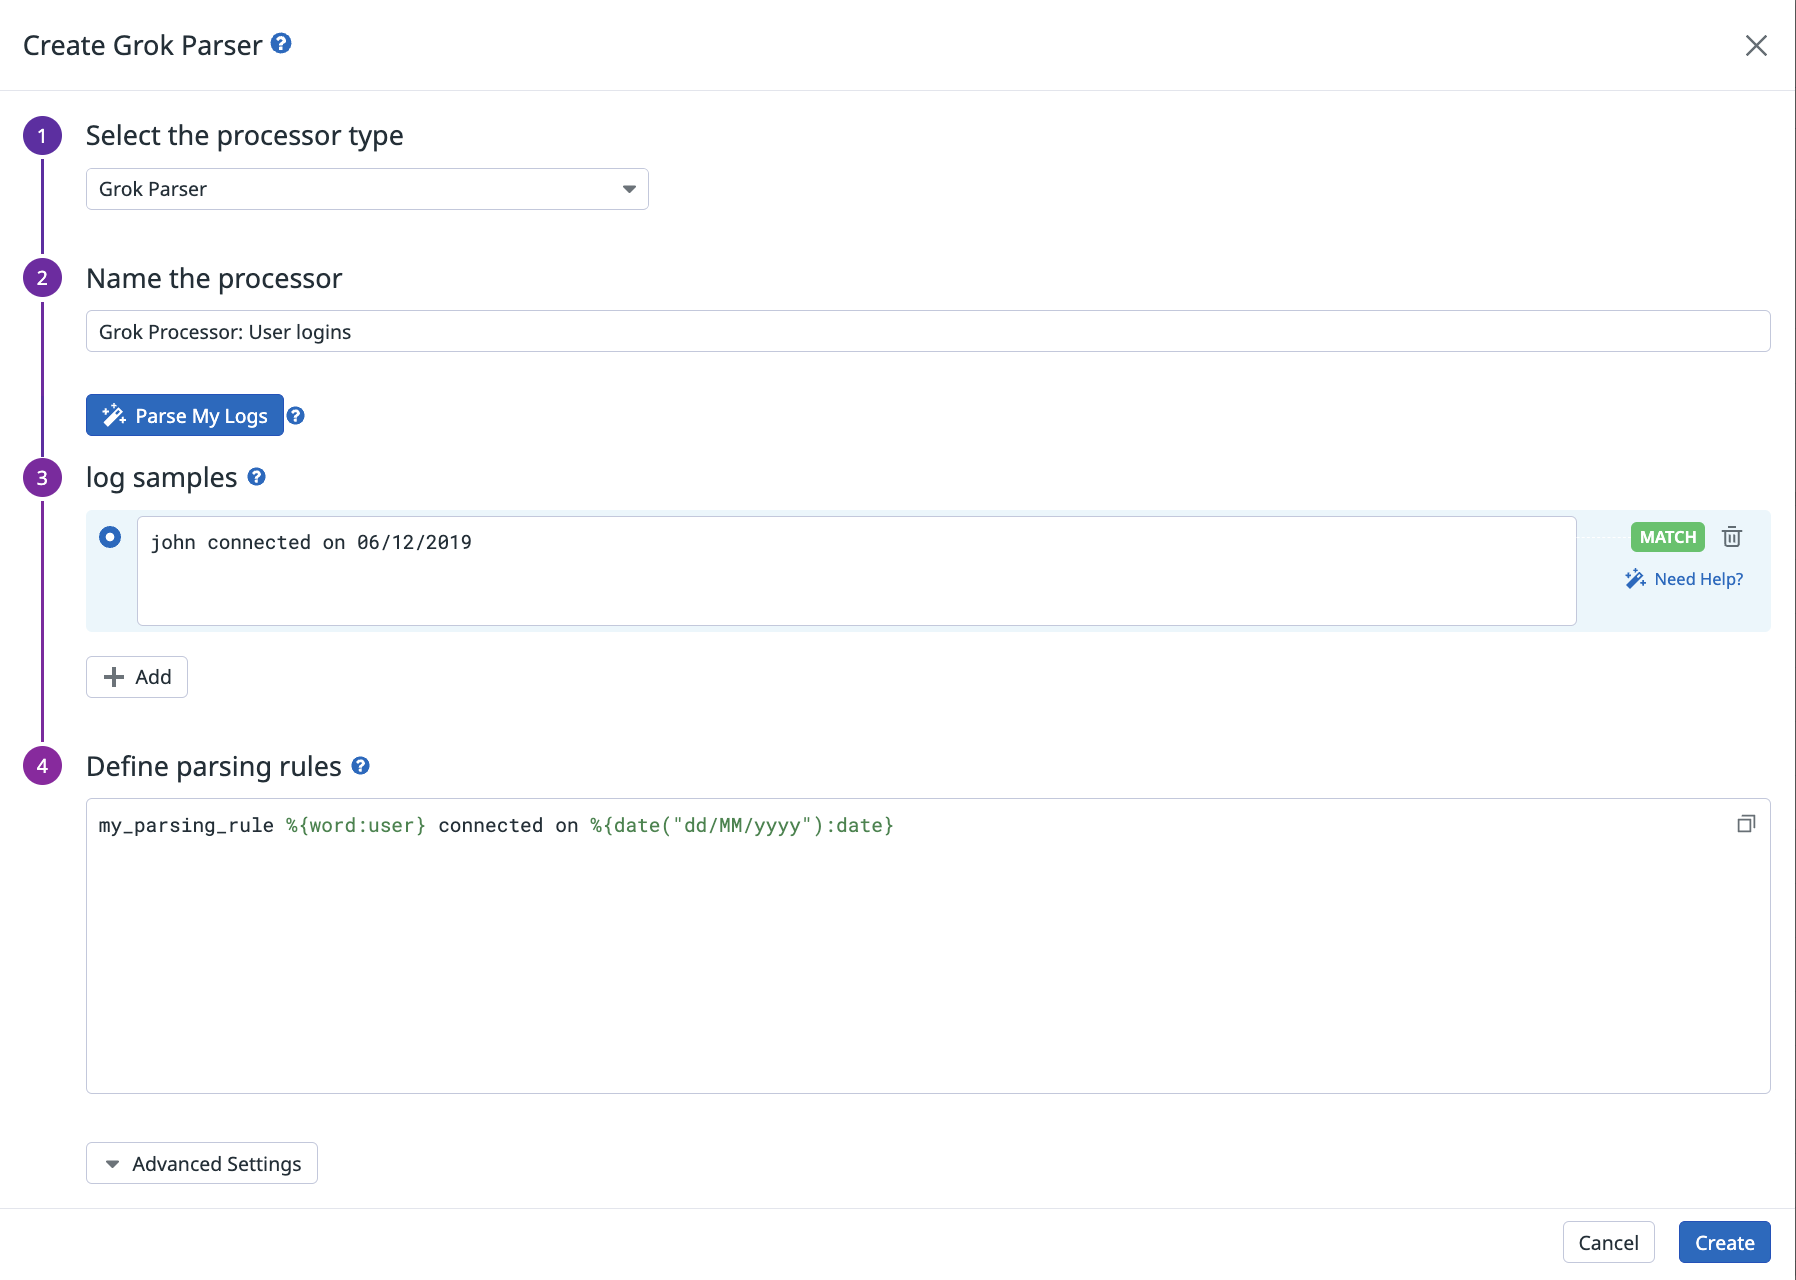 Create Grok Parser ?
1 Select the processor type
Grok Parser
2 Name the processor
Grok Processor: User logins
Parse My Logs ?
3 log samples ?
john connected on 06/12/2019
MATCH
Need Help?
Add
4 Define parsing rules ?
my_parsing_rule %{word:user} connected on %{date("dd/MM/yyyy"):date}
Advanced Settings
Cancel Create